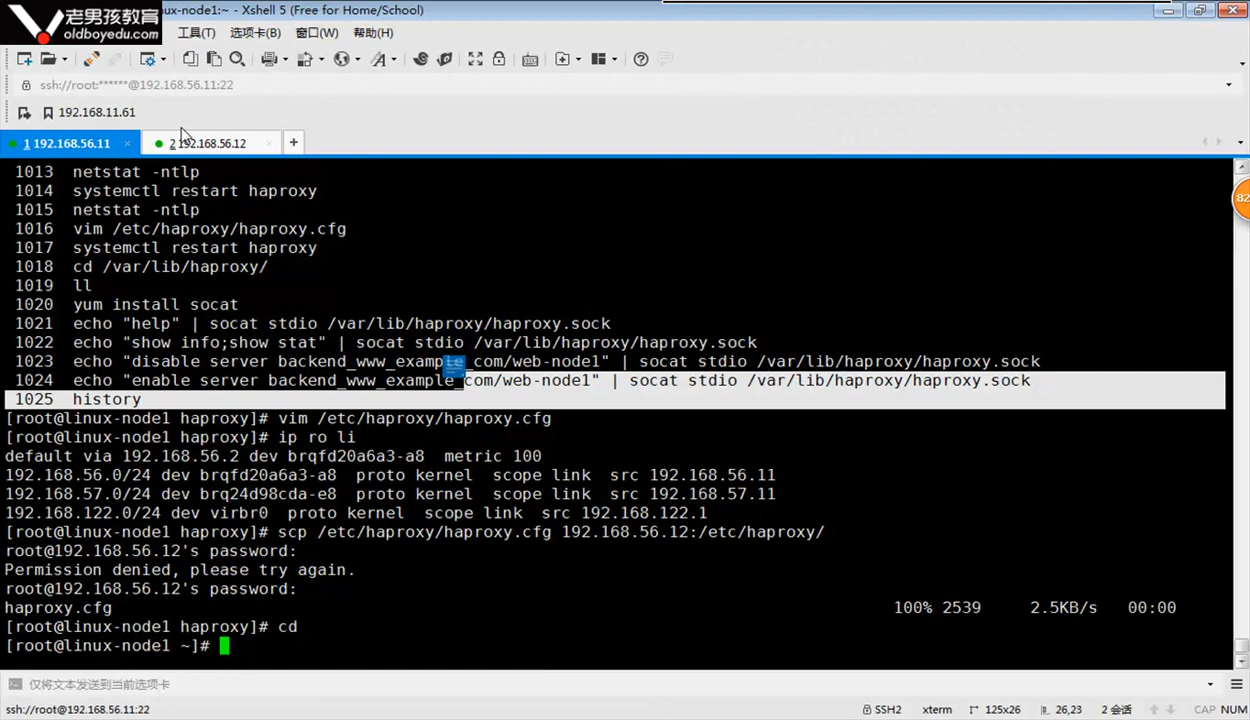 老男孩教育
oldboyedu.com
nux-node1:~ - Xshell 5 (Free for Home/School)
工具(T) 选项卡(B) 窗口(W) 帮助(H)
ssh://root:******@192.168.56.11:22
192.168.11.61
1 192.168.56.11 × 2 192.168.56.12 × +
1013 netstat -ntlp
82
1014 systemctl restart haproxy
1015 netstat -ntlp
1016 vim /etc/haproxy/haproxy.cfg
1017 systemctl restart haproxy
1018 cd /var/lib/haproxy/
1019 ll
1020 yum install socat
1021 echo "help" | socat stdio /var/lib/haproxy/haproxy.sock
1022 echo "show info;show stat" | socat stdio /var/lib/haproxy/haproxy.sock
1023 echo "disable server backend_www_example_com/web-node1" | socat stdio /var/lib/haproxy/haproxy.sock
1024 echo "enable server backend_www_example_com/web-node1" | socat stdio /var/lib/haproxy/haproxy.sock
1025 history
[root@linux-node1 haproxy]# vim /etc/haproxy/haproxy.cfg
[root@linux-node1 haproxy]# ip ro li
default via 192.168.56.2 dev brqfd20a6a3-a8 metric 100
192.168.56.0/24 dev brqfd20a6a3-a8 proto kernel scope link src 192.168.56.11
192.168.57.0/24 dev brq24d98cda-e8 proto kernel scope link src 192.168.57.11
192.168.122.0/24 dev virbr0 proto kernel scope link src 192.168.122.1
[root@linux-node1 haproxy]# scp /etc/haproxy/haproxy.cfg 192.168.56.12:/etc/haproxy/
root@192.168.56.12's password:
Permission denied, please try again.
root@192.168.56.12's password:
haproxy.cfg 100% 2539 2.5KB/s 00:00
[root@linux-node1 haproxy]# cd
[root@linux-node1 ~]#
仅将文本发送到当前选项卡
ssh://root@192.168.56.11:22 SSH2 xterm 125x26 26,23 2 会话 CAP NUM